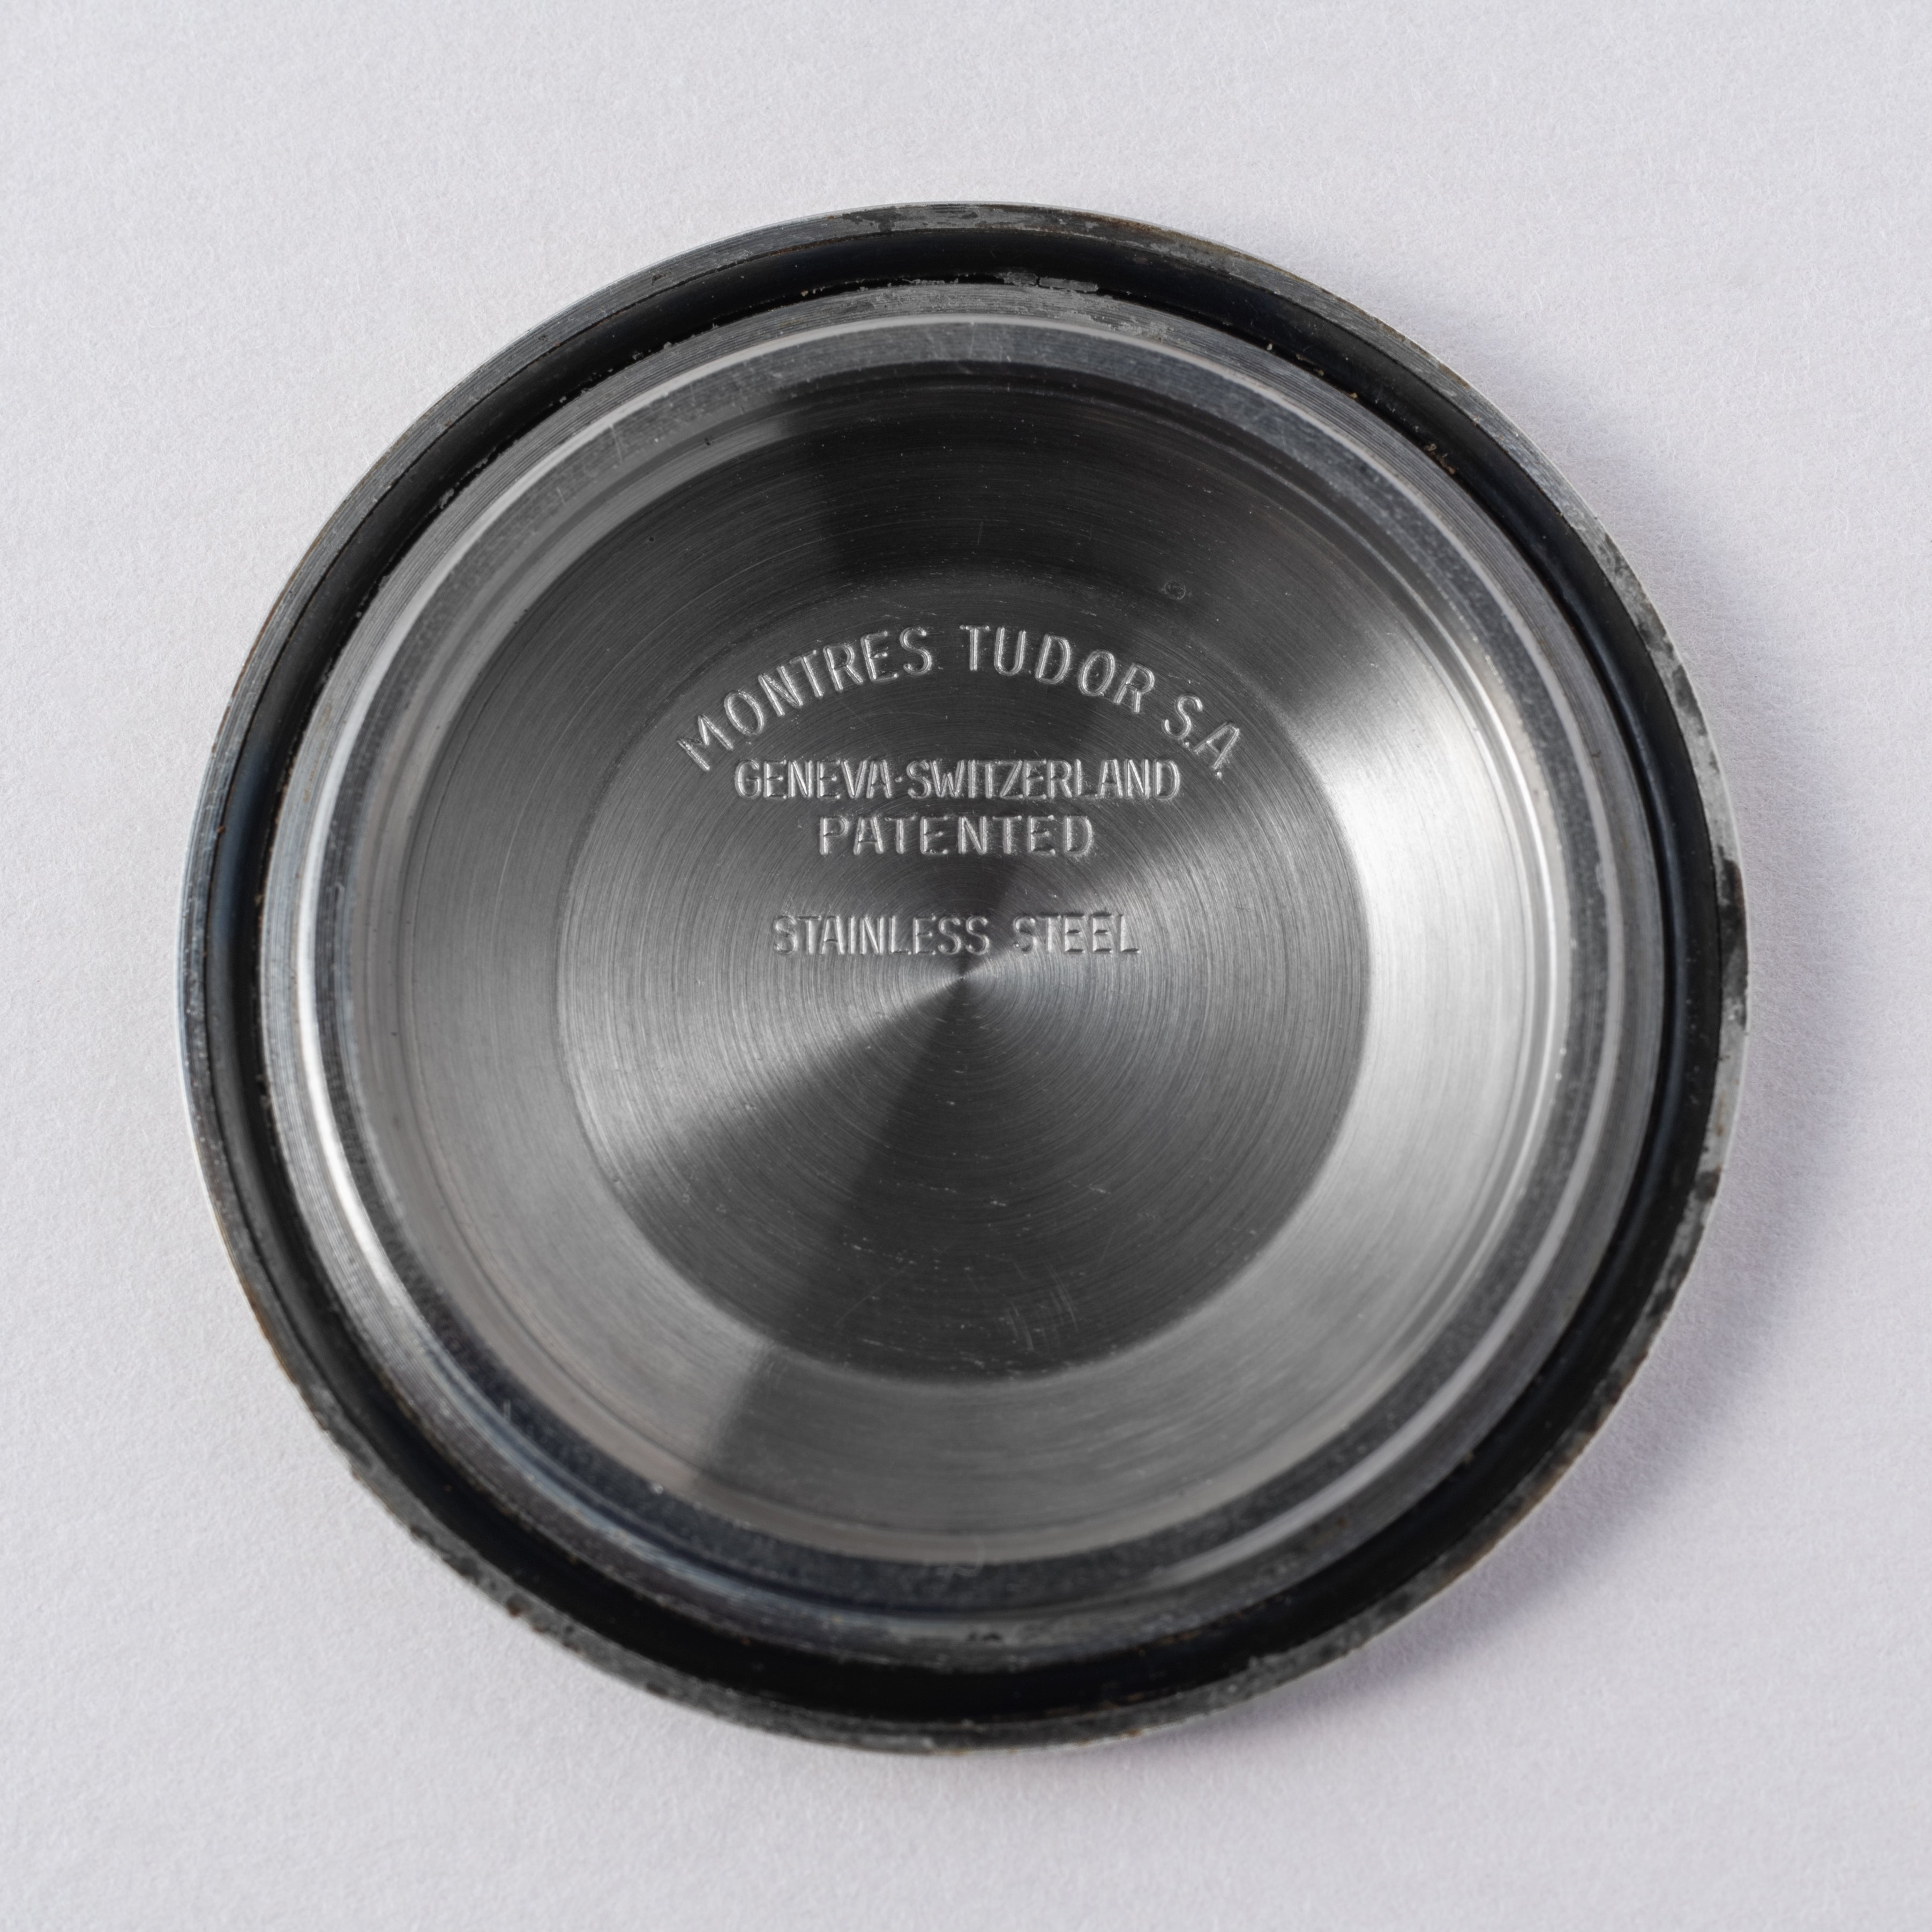 MONTRES TUDOR S.A.
GENEVA·SWITZERLAND
PATENTED
STAINLESS STEEL